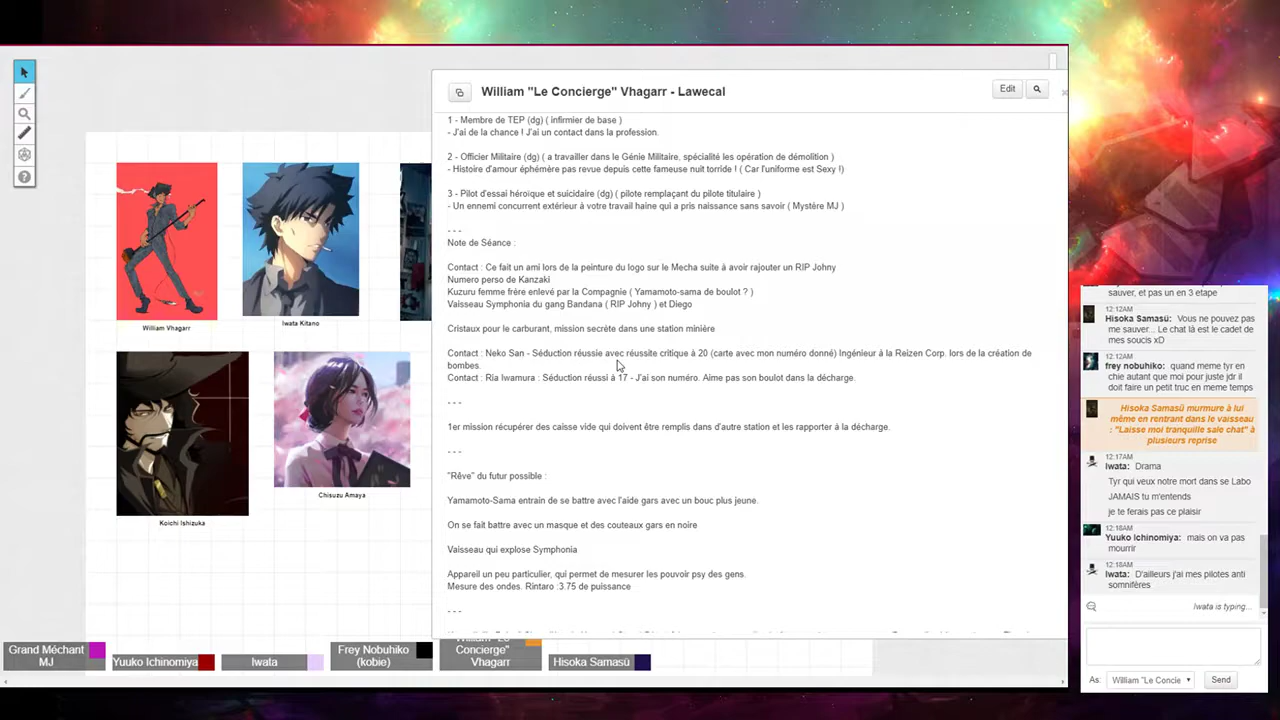 William "Le Concierge" Vhagarr - Lawecal
Edit
1 - Membre de TEP (dg) ( infirmier de base )
- J'ai de la chance ! J'ai un contact dans la profession.
2 - Officier Militaire (dg) ( a travailler dans le Génie Militaire, spécialité les opération de démolition )
- Histoire d'amour éphémère pas revue depuis cette fameuse nuit torride ! ( Car l'uniforme est Sexy !)
3 - Pilot d'essai héroïque et suicidaire (dg) ( pilote remplaçant du pilote titulaire )
- Un ennemi concurrent extérieur à votre travail haine qui a pris naissance sans savoir ( Mystère MJ )
- - -
Note de Séance :
Contact : Ce fait un ami lors de la peinture du logo sur le Mecha suite à avoir rajouter un RIP Johny
Numero perso de Kanzaki
Kuzuru femme frère enlevé par la Compagnie ( Yamamoto-sama de boulot ? )
Vaisseau Symphonia du gang Bandana ( RIP Johny ) et Diego
Cristaux pour le carburant, mission secrète dans une station minière
Contact : Neko San - Séduction réussie avec réussite critique à 20 (carte avec mon numéro donné) Ingénieur à la Reizen Corp. lors de la création de
bombes.
Contact : Ria Iwamura : Séduction réussi à 17 - J'ai son numéro. Aime pas son boulot dans la décharge.
- - -
1er mission récupérer des caisse vide qui doivent être remplis dans d'autre station et les rapporter à la décharge.
- - -
"Rêve" du futur possible :
Yamamoto-Sama entrain de se battre avec l'aide gars avec un bouc plus jeune.
On se fait battre avec un masque et des couteaux gars en noire
Vaisseau qui explose Symphonia
Appareil un peu particulier, qui permet de mesurer les pouvoir psy des gens.
Mesure des ondes. Rintaro :3.75 de puissance
- - -
William Vhagarr
Iwata Kitano
Koichi Ishizuka
Chisuzu Amaya
Grand Méchant
MJ
Yuuko Ichinomiya
Iwata
Frey Nobuhiko
(kobie)
William "Le
Concierge"
Vhagarr
Hisoka Samasü
sauver, et pas un en 3 etape
12:12AM
Hisoka Samasü: Vous ne pouvez pas
me sauver... Le chat là est le cadet de
mes soucis xD
12:12AM
frey nobuhiko: quand meme tyr en
chie autant que moi pour juste jdr il
doit faire un petit truc en meme temps
Hisoka Samasü murmure à lui
même en rentrant dans le vaisseau
: "Laisse moi tranquille sale chat" à
plusieurs reprise
12:17AM
Iwata: Drama
Tyr qui veux notre mort dans se Labo
JAMAIS tu m'entends
je te ferais pas ce plaisir
12:18AM
Yuuko Ichinomiya: mais on va pas
mourrir
12:18AM
Iwata: D'ailleurs j'ai mes pilotes anti
somnifères
Iwata is typing...
As:
William "Le Concie
Send